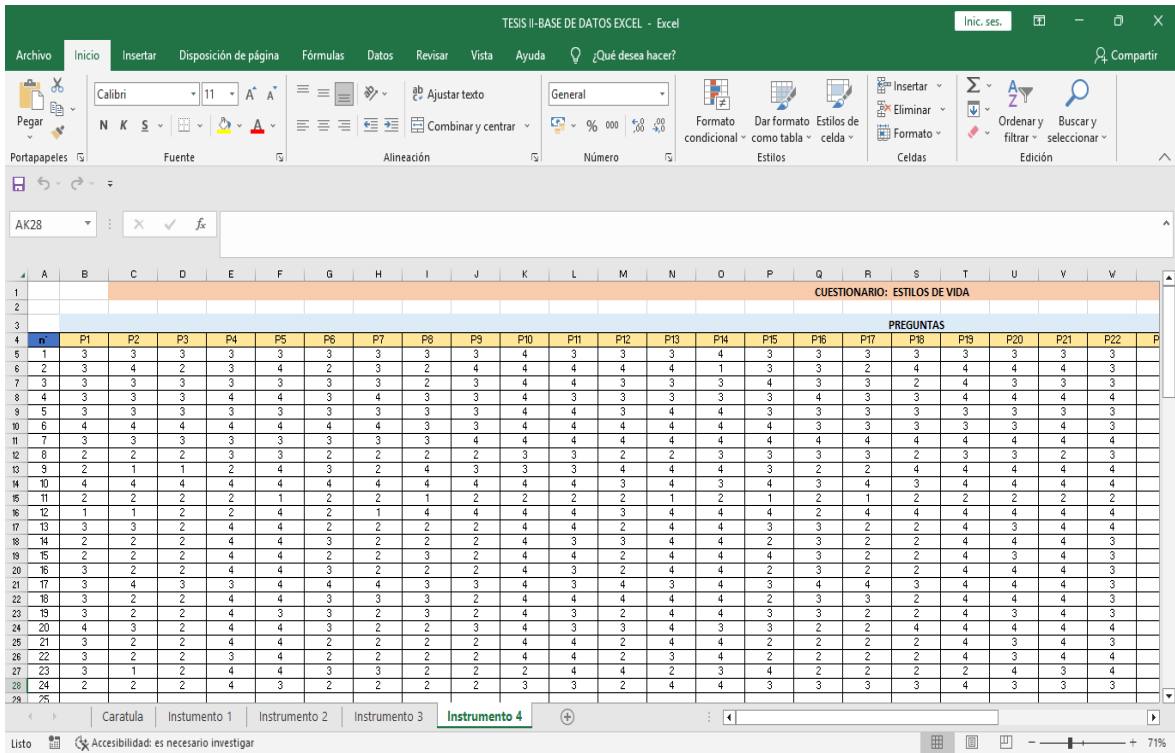 TESIS II-BASE DE DATOS EXCEL - Excel
Inic. ses.
Archivo Inicio Insertar Disposición de página Fórmulas Datos Revisar Vista Ayuda ¿Qué desea hacer? Compartir
Pegar
Calibri 11 A A
N K S A
Ajustar texto
Combinar y centrar
General
% 000
Formato condicional
Dar formato como tabla
Estilos de celda
Insertar
Eliminar
Formato
Ordenar y filtrar
Buscar y seleccionar
Portapapeles Fuente Alineación Número Estilos Celdas Edición
AK28 fx
A B C D E F G H I J K L M N O P Q R S T U V W
1 CUESTIONARIO: ESTILOS DE VIDA
2
3 PREGUNTAS
4 n° P1 P2 P3 P4 P5 P6 P7 P8 P9 P10 P11 P12 P13 P14 P15 P16 P17 P18 P19 P20 P21 P22 P
5 1 3 3 3 3 3 3 3 3 3 4 3 3 3 4 3 3 3 3 3 3 3 3
6 2 3 4 2 3 4 2 3 2 4 4 4 4 4 1 3 3 2 4 4 4 4 3
7 3 3 3 3 3 3 3 3 2 3 4 4 3 3 3 4 3 3 2 4 3 3 3
8 4 3 3 3 4 4 3 4 3 3 4 3 3 3 3 3 4 3 3 4 4 4 4
9 5 3 3 3 3 3 3 3 3 3 4 4 3 4 4 3 3 3 3 3 3 3 3
10 6 4 4 4 4 4 4 4 3 3 4 4 4 4 4 4 3 3 3 3 3 4 3
11 7 3 3 3 3 3 3 3 3 4 4 4 4 4 4 4 4 4 4 4 4 4 4
12 8 2 2 2 3 3 2 2 2 2 3 3 2 2 3 3 3 3 2 3 3 2 3
13 9 2 1 1 2 4 3 2 4 3 3 3 4 4 4 3 2 2 4 4 4 4 4
14 10 4 4 4 4 4 4 4 4 4 4 4 3 4 3 4 3 4 3 4 4 4 4
15 11 2 2 2 2 1 2 2 1 2 2 2 2 1 2 1 2 1 2 2 2 2 2
16 12 1 1 2 2 4 2 1 4 4 4 4 3 4 4 4 2 4 4 4 4 4 4
17 13 3 3 2 4 4 2 2 2 2 4 4 2 4 4 3 3 2 2 4 3 4 4
18 14 2 2 2 4 4 3 2 2 2 4 3 3 4 4 2 3 2 2 4 4 4 3
19 15 2 2 2 4 4 2 2 3 2 4 4 2 4 4 4 3 2 2 4 3 4 3
20 16 3 2 2 4 4 3 2 2 2 4 3 2 4 4 2 3 2 2 4 4 4 3
21 17 3 4 3 3 4 4 4 3 3 4 3 4 3 4 3 4 4 3 4 4 4 3
22 18 3 2 2 4 4 3 3 3 2 4 4 4 4 4 2 3 3 2 4 4 4 3
23 19 3 2 2 4 3 3 2 3 2 4 3 2 4 4 3 3 2 2 4 3 4 3
24 20 4 3 2 4 4 3 2 2 3 4 3 3 4 3 3 2 2 4 4 4 4 4
25 21 3 2 2 4 4 2 2 2 2 4 4 2 4 4 2 2 2 2 4 3 4 3
26 22 3 2 2 3 4 2 2 2 2 4 4 2 3 4 2 2 2 2 4 3 4 4
27 23 3 1 2 4 4 3 3 2 2 2 4 4 2 3 4 2 2 2 2 4 3 4
28 24 2 2 2 4 3 2 2 2 2 3 3 2 4 4 3 3 3 3 4 3 3 3
29 25
Caratula Instumento 1 Instrumento 2 Instrumento 3 Instrumento 4
Listo Accesibilidad: es necesario investigar 71%